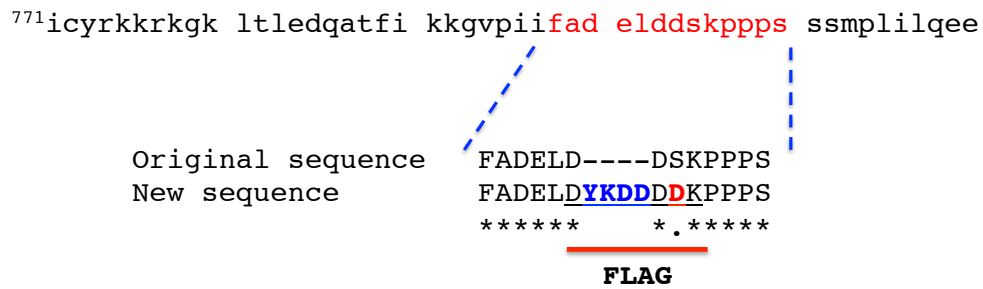 771icyrkkrkgk ltledqatfi kkgvpiifad elddskppps ssmplilqee
Original sequence FADELD----DSKPPPS
New sequence FADELDYKDDDDKPPPS
****** *.*****
FLAG